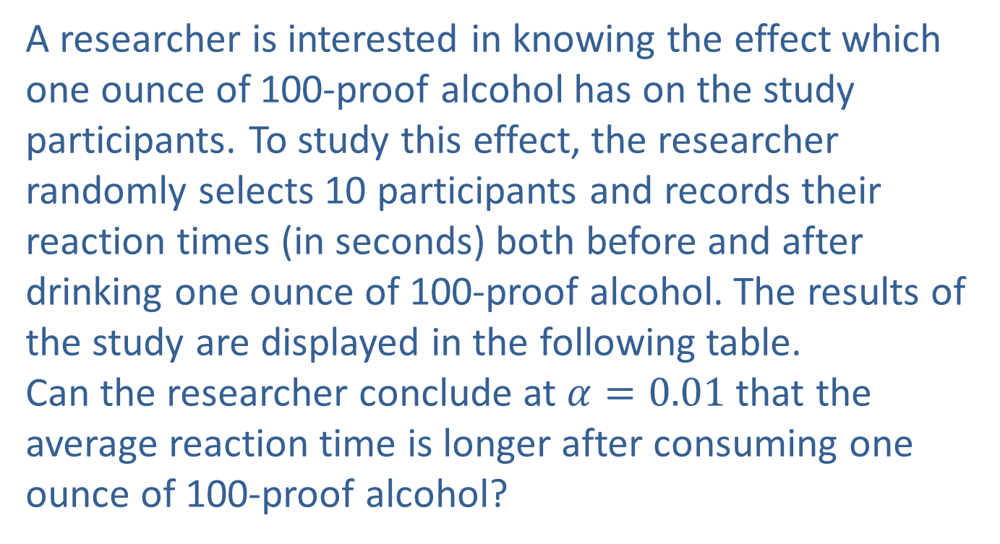 A researcher is interested in knowing the effect which
one ounce of 100-proof alcohol has on the study
participants. To study this effect, the researcher
randomly selects 10 participants and records their
reaction times (in seconds) both before and after
drinking one ounce of 100-proof alcohol. The results of
the study are displayed in the following table.
Can the researcher conclude at α = 0.01 that the
average reaction time is longer after consuming one
ounce of 100-proof alcohol?